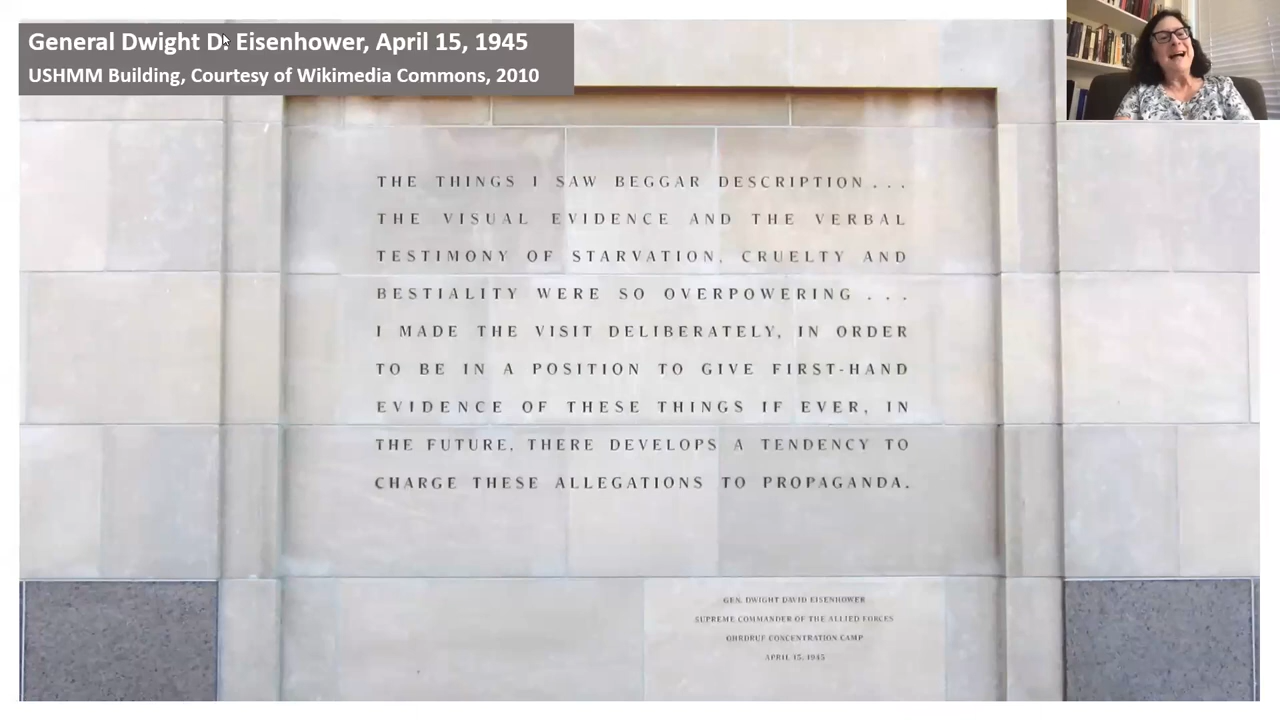 General Dwight D. Eisenhower, April 15, 1945
USHMM Building, Courtesy of Wikimedia Commons, 2010
THE THINGS I SAW BEGGAR DESCRIPTION...
THE VISUAL EVIDENCE AND THE VERBAL
TESTIMONY OF STARVATION, CRUELTY AND
BESTIALITY WERE SO OVERPOWERING ...
I MADE THE VISIT DELIBERATELY, IN ORDER
TO BE IN A POSITION TO GIVE FIRST-HAND
EVIDENCE OF THESE THINGS IF EVER, IN
THE FUTURE, THERE DEVELOPS A TENDENCY TO
CHARGE THESE ALLEGATIONS TO PROPAGANDA.
GEN. DWIGHT DAVID EISENHOWER
SUPREME COMMANDER OF THE ALLIED FORCES
OHRDRUF CONCENTRATION CAMP
APRIL 15, 1945